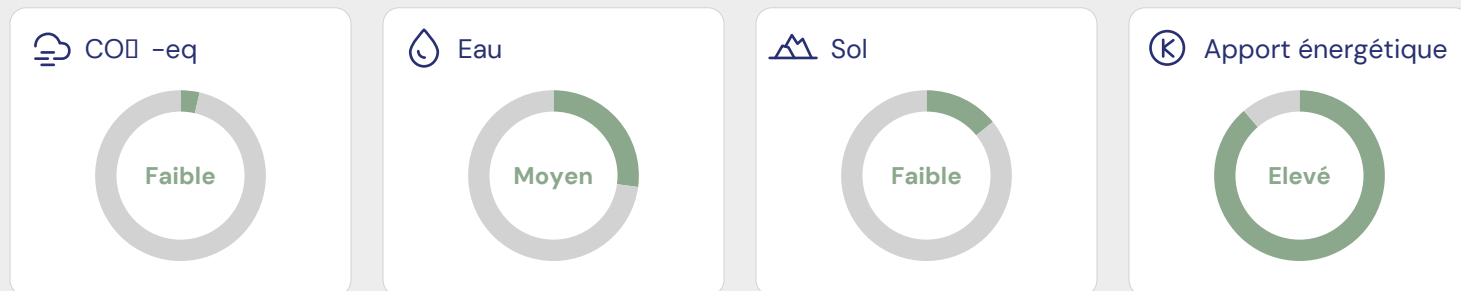 CO▯ -eq
Eau
Sol
Apport énergétique
Faible
Moyen
Faible
Elevé